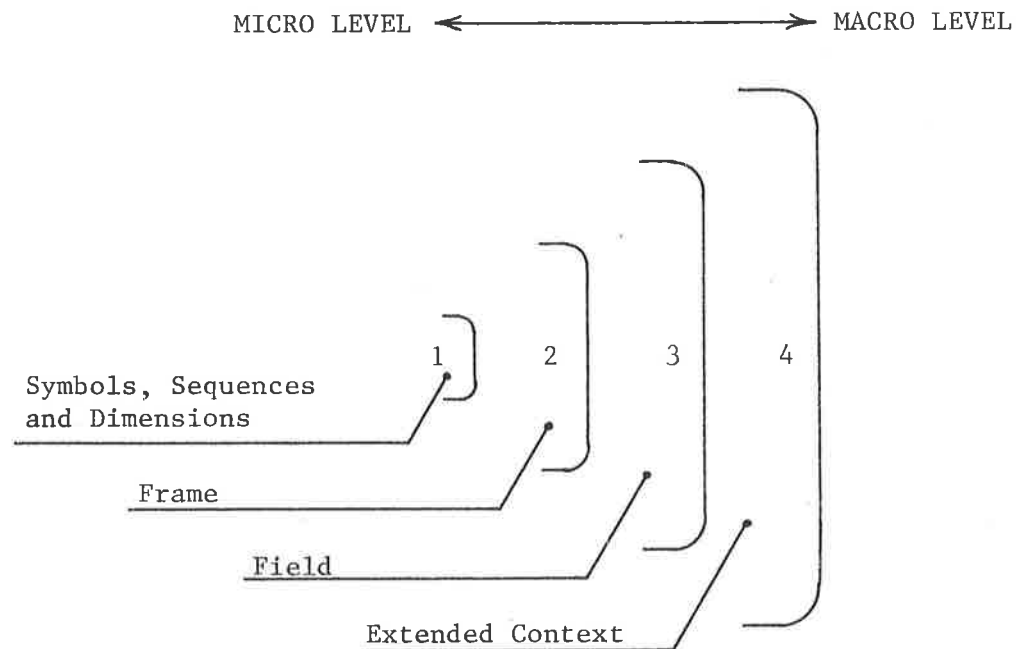 MICRO LEVEL
MACRO LEVEL
1
2
3
4
Symbols, Sequences
and Dimensions
Frame
Field
Extended Context